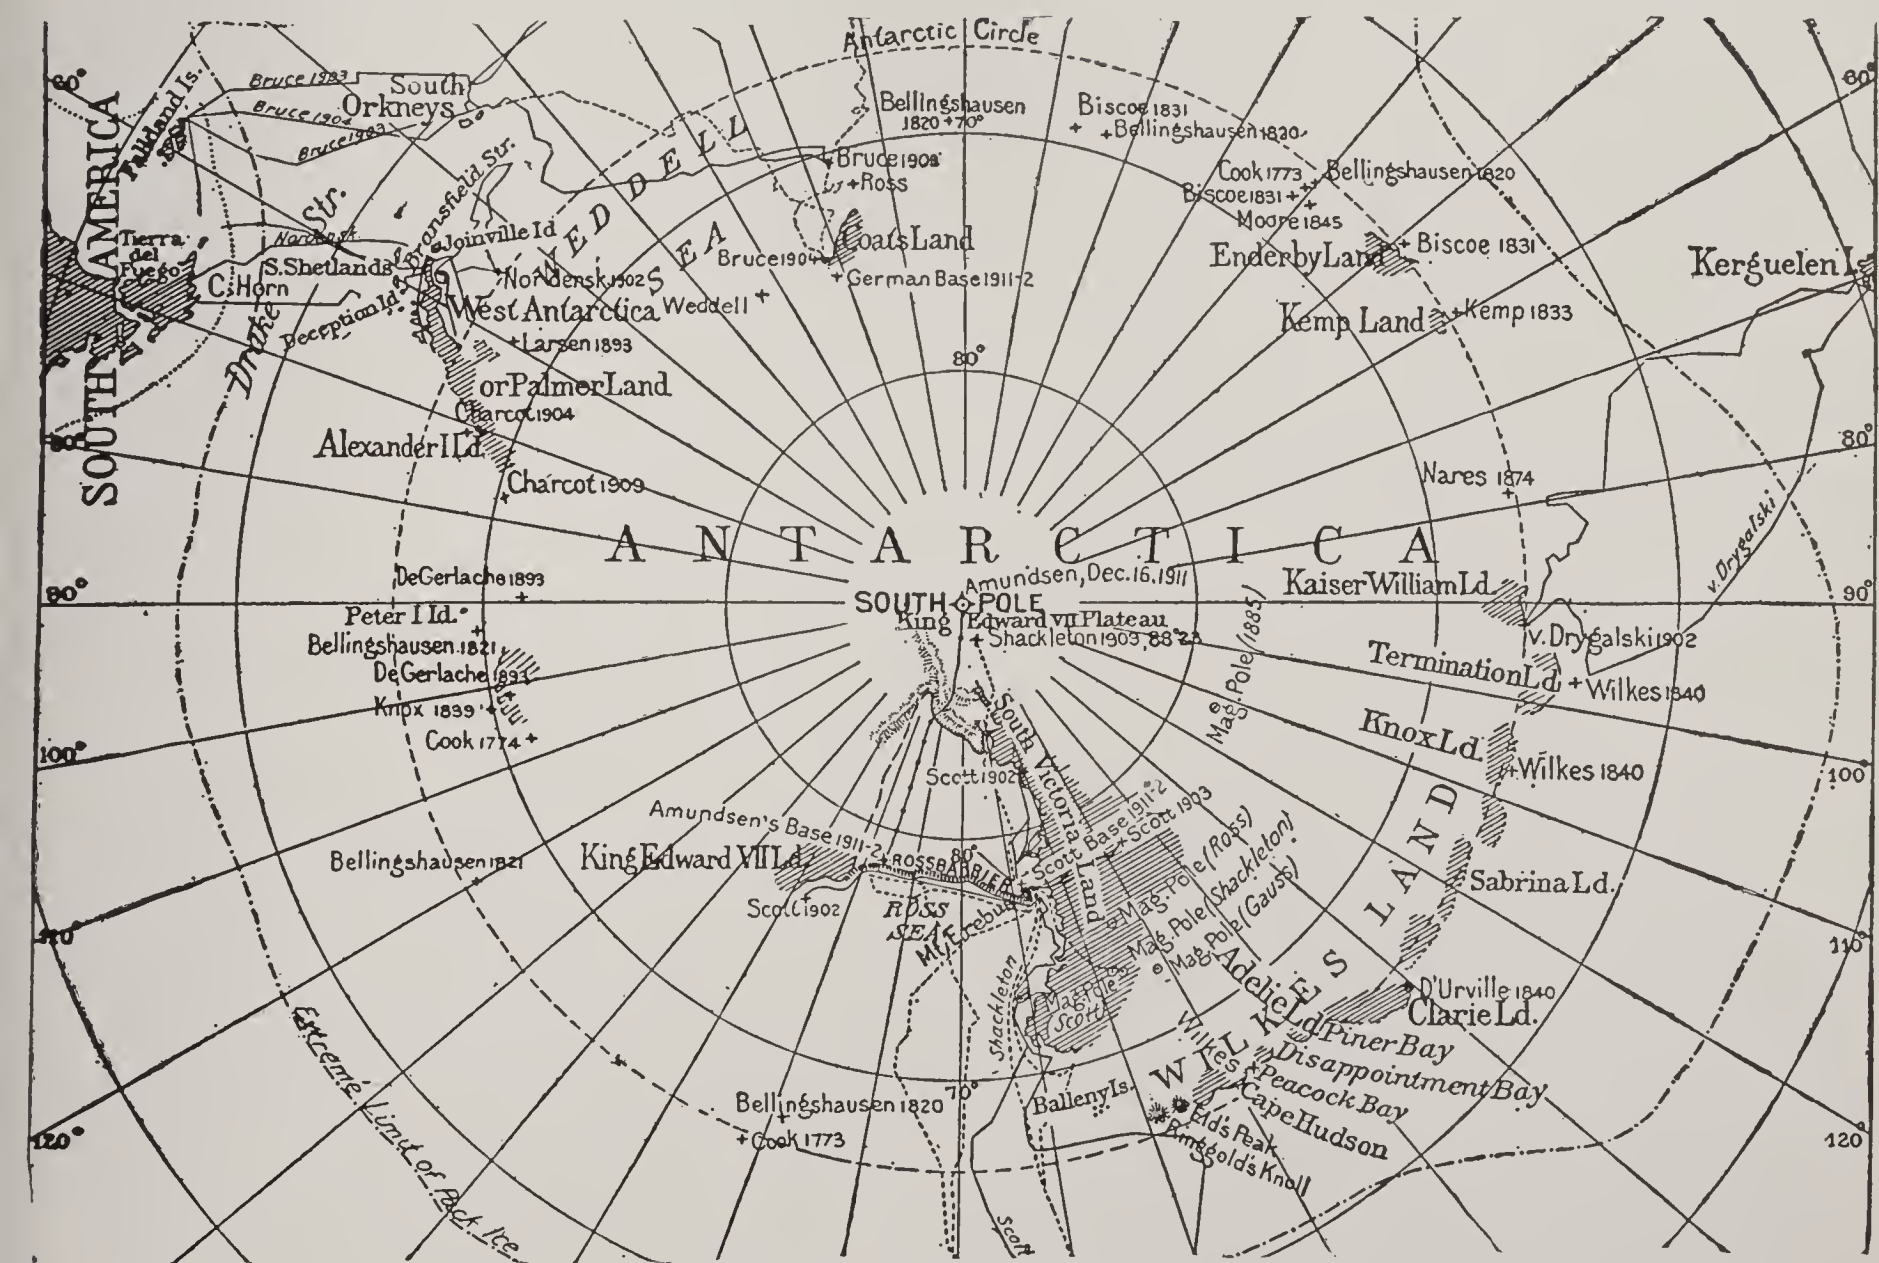 Antarctic Circle
60°
Falkland Is.
Bruce 1903
Bruce 1904
Bruce 1903
South
Orkneys
Bellingshausen
1820 + 70°
Biscoe 1831
+ Bellingshausen 1820
60°
SOUTH AMERICA
Bransfield Str.
WEDDELL
SEA
Bruce 1903
+ Ross
Cook 1773
Bellingshausen 1820
Biscoe 1831 +
Moore 1845
Str.
Drake
Joinville Id
Tierra
del
Fuego
C. Horn
S. Shetlands
Deception Id
Nordensk. 1902
Bruce 1904
Coats Land
+ German Base 1911-2
Enderby Land
+ Biscoe 1831
Kerguelen Is.
West Antarctica
Weddell +
Kemp Land
+ Kemp 1833
+ Larsen 1893
or Palmer Land
80°
Charcot 1904
80°
Alexander I Ld.
80°
Charcot 1909
Nares 1874
v. Drygalski
ANTARCTICA
De Gerlache 1893
Amundsen, Dec. 16. 1911
Kaiser William Ld.
90°
90°
SOUTH POLE
Peter I Id.
King Edward VII Plateau
+ Shackleton 1909, 88° 23
Mag. Pole (1885)
v. Drygalski 1902
Bellingshausen 1821
De Gerlache 1893
Termination Ld.
+ Wilkes 1840
Knox 1839
Cook 1774 +
Knox Ld.
+ Wilkes 1840
100°
100°
South Victoria Land
Scott 1902
Amundsen's Base 1911-2
Scott Base 1911-2
Scott 1903
Bellingshausen 1821
King Edward VII Ld.
80°
ROSS BARRIER
Mag. Pole (Ross)
Mag. Pole (Shackleton)
Mag. Pole (Gauss)
Sabrina Ld.
Scott 1902
ROSS
SEA
Mt. Erebus
110°
110°
Shackleton
Mag. Pole
Scott
WILKES LAND
Adelie Ld.
D'Urville 1840
Clarie Ld.
Piner Bay
Disappointment Bay
Wilkes
Peacock Bay
Cape Hudson
Extreme Limit of Pack Ice
70°
Bellingshausen 1820
+ Cook 1773
Balleny Is.
Eld's Peak
Ringgold's Knoll
120°
120°
Scott